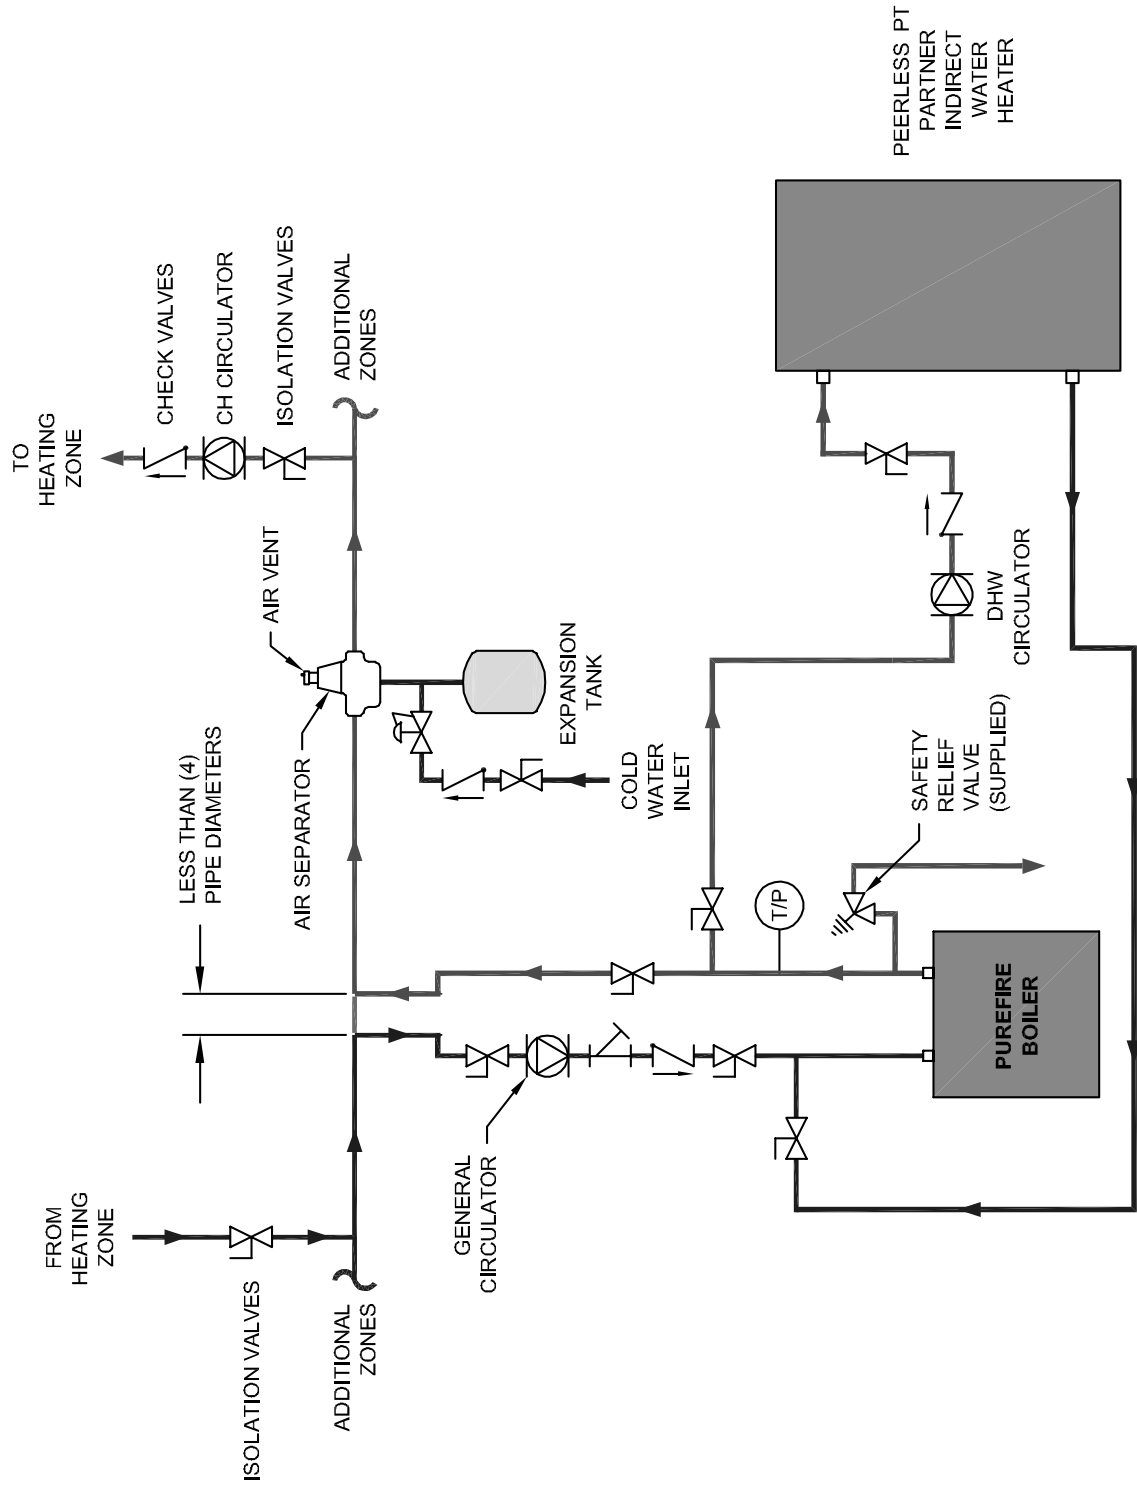 FROM
HEATING
ZONE
ISOLATION VALVES
ADDITIONAL
ZONES
LESS THAN (4)
PIPE DIAMETERS
AIR SEPARATOR
AIR VENT
TO
HEATING
ZONE
CHECK VALVES
CH CIRCULATOR
ISOLATION VALVES
ADDITIONAL
ZONES
GENERAL
CIRCULATOR
COLD
WATER
INLET
EXPANSION
TANK
T/P
PUREFIRE
BOILER
SAFETY
RELIEF
VALVE
(SUPPLIED)
DHW
CIRCULATOR
PEERLESS PT
PARTNER
INDIRECT
WATER
HEATER